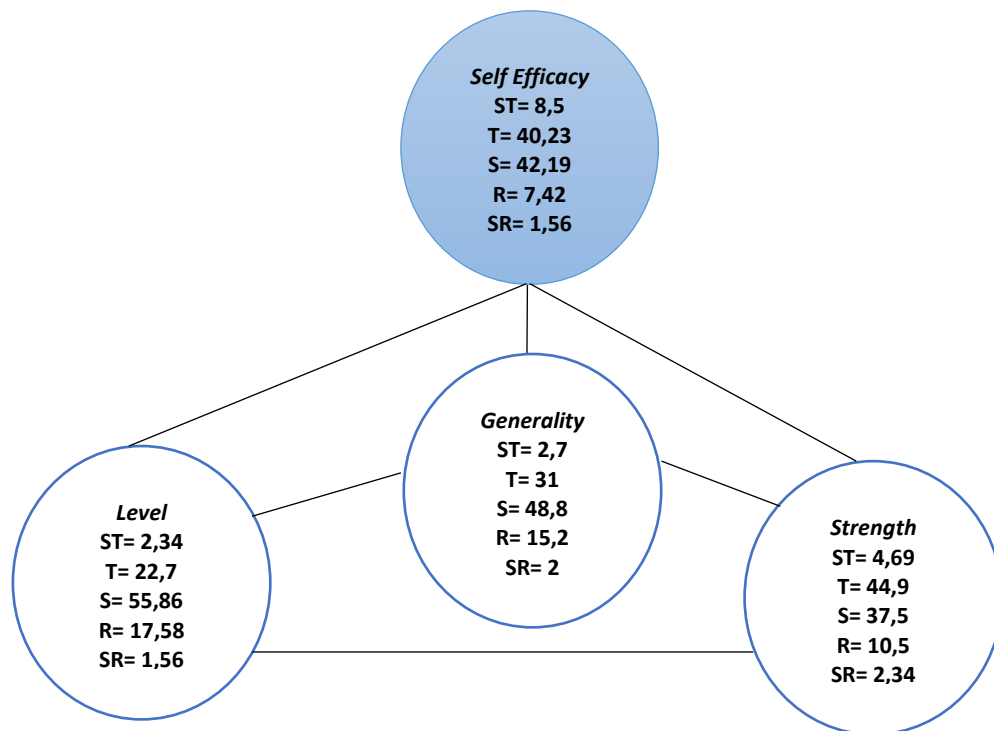 Self Efficacy
ST= 8,5
T= 40,23
S= 42,19
R= 7,42
SR= 1,56
Generality
ST= 2,7
T= 31
S= 48,8
R= 15,2
SR= 2
Level
ST= 2,34
T= 22,7
S= 55,86
R= 17,58
SR= 1,56
Strength
ST= 4,69
T= 44,9
S= 37,5
R= 10,5
SR= 2,34